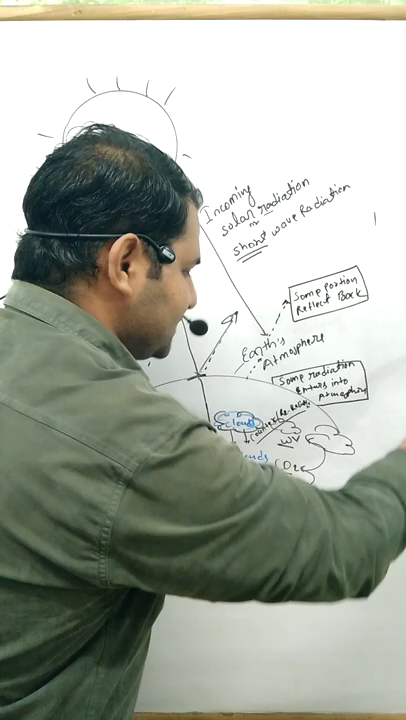 Incoming
solar radiation
in
short wave Radiation
Some portion
Reflect Back
Earth's
Atmosphere
Some radiation
Enters into
Atmosphere
Clouds
WV